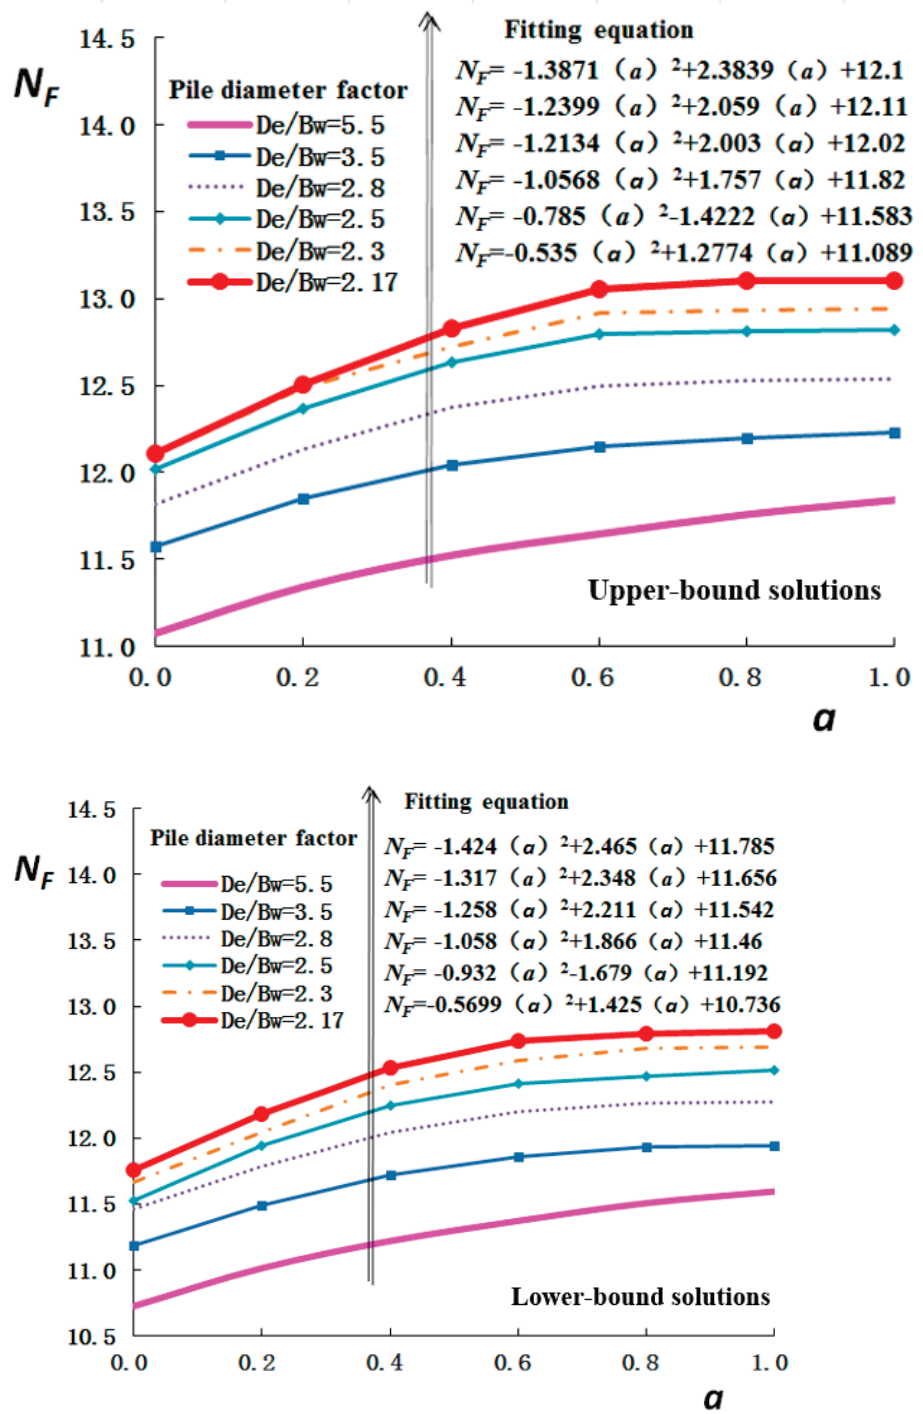 Fitting equation
14.5
N_F
N_F= -1.3871 (a) ²+2.3839 (a) +12.1
Pile diameter factor
N_F= -1.2399 (a) ²+2.059 (a) +12.11
De/Bw=5.5
14.0
N_F= -1.2134 (a) ²+2.003 (a) +12.02
De/Bw=3.5
N_F= -1.0568 (a) ²+1.757 (a) +11.82
De/Bw=2.8
13.5
N_F= -0.785 (a) ²-1.4222 (a) +11.583
De/Bw=2.5
N_F=-0.535 (a) ²+1.2774 (a) +11.089
De/Bw=2.3
De/Bw=2.17
13.0
12.5
12.0
11.5
Upper-bound solutions
11.0
0.0 0.2 0.4 0.6 0.8 1.0
a
Fitting equation
14.5
Pile diameter factor
N_F= -1.424 (a) ²+2.465 (a) +11.785
N_F
14.0
N_F= -1.317 (a) ²+2.348 (a) +11.656
De/Bw=5.5
N_F= -1.258 (a) ²+2.211 (a) +11.542
De/Bw=3.5
13.5
N_F= -1.058 (a) ²+1.866 (a) +11.46
De/Bw=2.8
N_F= -0.932 (a) ²-1.679 (a) +11.192
De/Bw=2.5
13.0
N_F=-0.5699 (a) ²+1.425 (a) +10.736
De/Bw=2.3
De/Bw=2.17
12.5
12.0
11.5
11.0
Lower-bound solutions
10.5
0.0 0.2 0.4 0.6 0.8 1.0
a